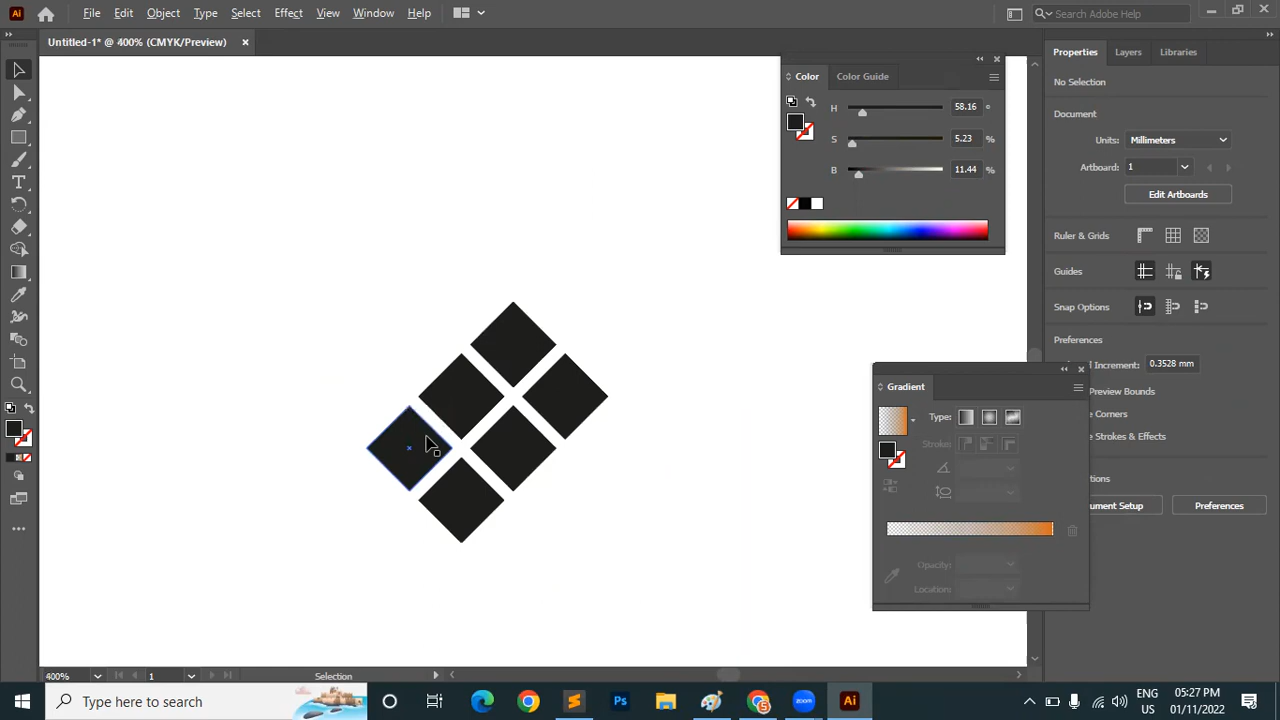 Ai File Edit Object Type Select Effect View Window Help Search Adobe Help
Untitled-1* @ 400% (CMYK/Preview) ×
Color Color Guide
H 58.16 °
S 5.23 %
B 11.44 %
Properties Layers Libraries
No Selection
Document
Units: Millimeters
Artboard: 1
Edit Artboards
Ruler & Grids
Guides
Snap Options
Preferences
Increment: 0.3528 mm
Preview Bounds
Corners
Strokes & Effects
Document Setup Preferences
Gradient
Type:
Stroke:
Opacity:
Location:
400% 1 Selection
Type here to search Ps Ai ENG US 05:27 PM 01/11/2022